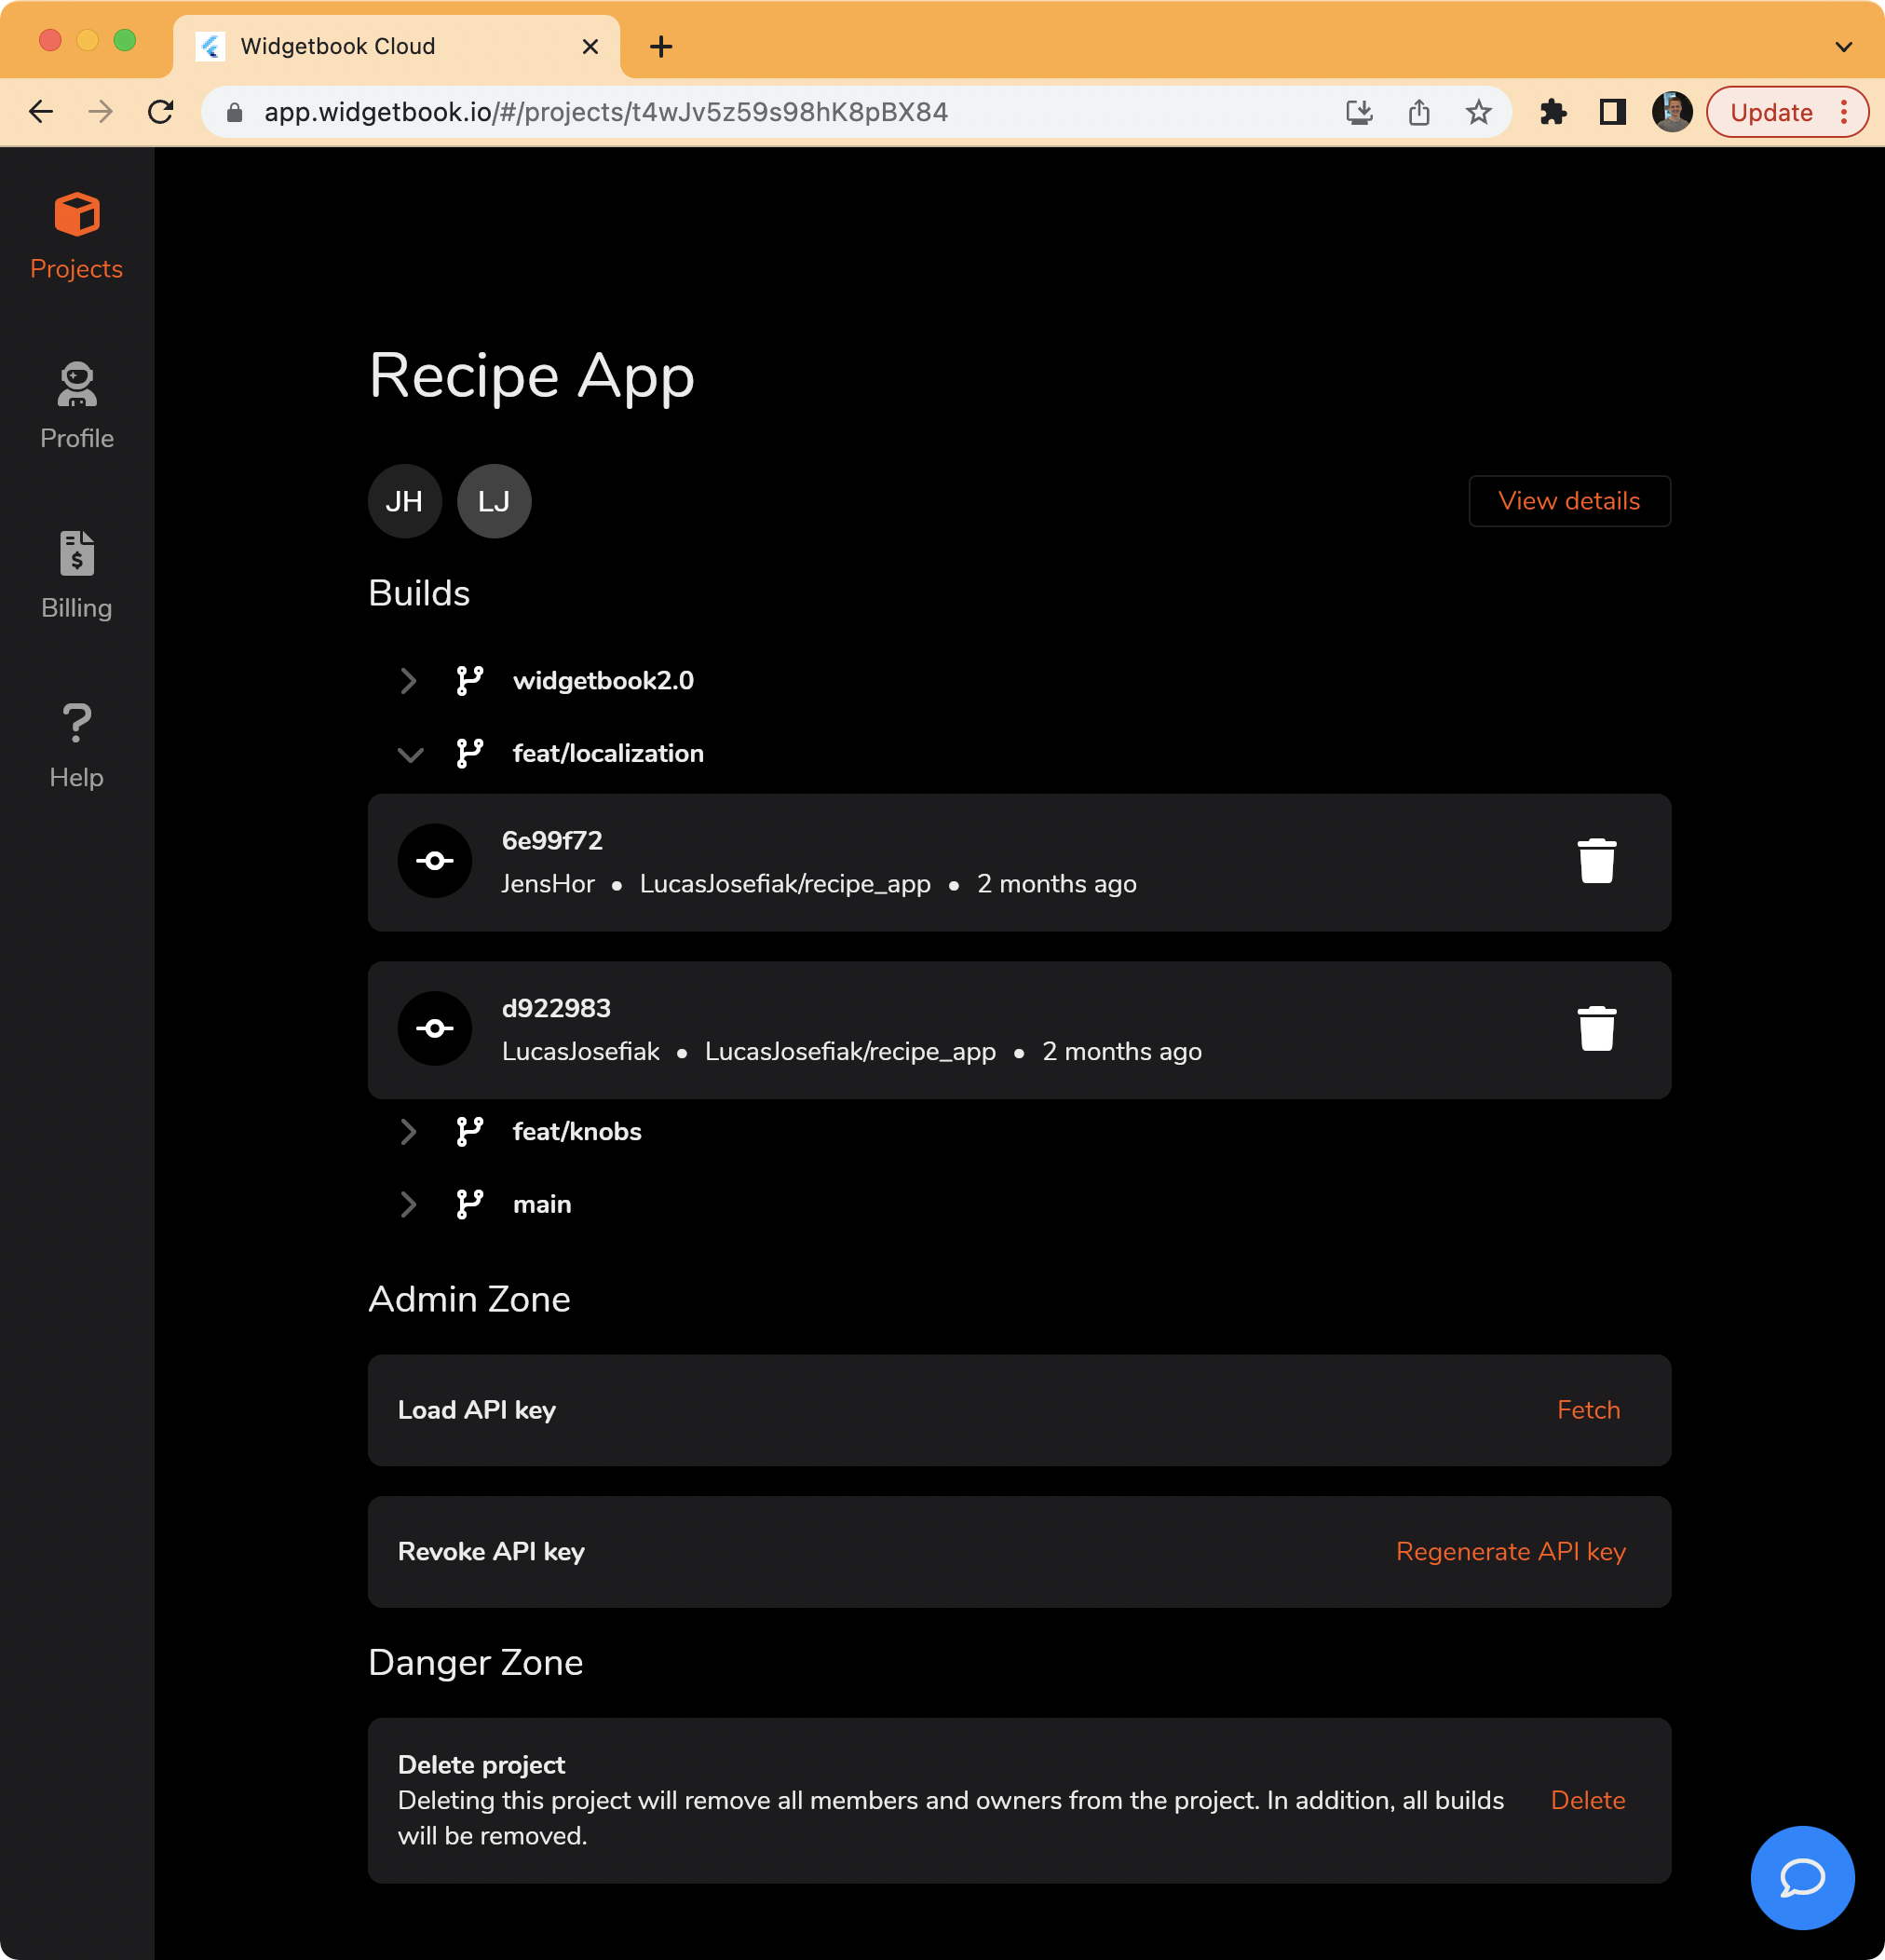 Widgetbook Cloud
app.widgetbook.io/#/projects/t4wJv5z59s98hK8pBX84
Update
Projects
Profile
Billing
Help
Recipe App
JH
LJ
View details
Builds
widgetbook2.0
feat/localization
6e99f72
JensHor • LucasJosefiak/recipe_app • 2 months ago
d922983
LucasJosefiak • LucasJosefiak/recipe_app • 2 months ago
feat/knobs
main
Admin Zone
Load API key
Fetch
Revoke API key
Regenerate API key
Danger Zone
Delete project
Deleting this project will remove all members and owners from the project. In addition, all builds
will be removed.
Delete